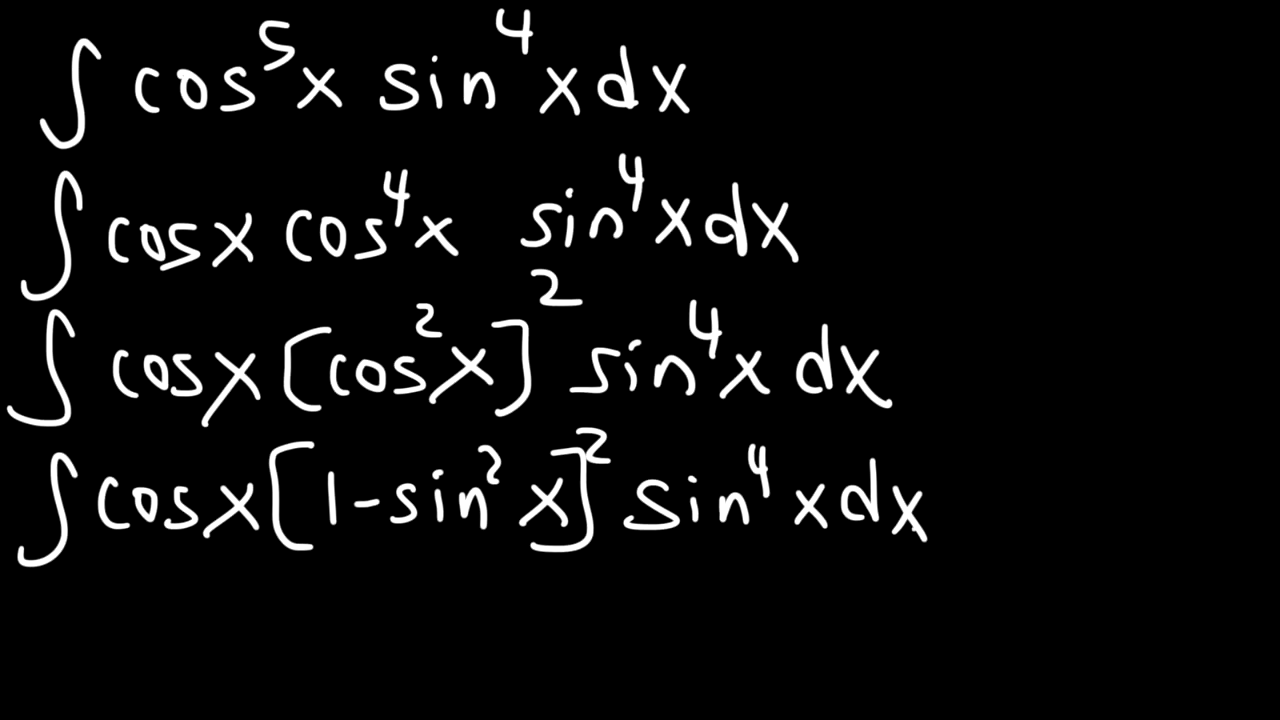 ∫ cos⁵x sin⁴x dx
∫ cosx cos⁴x sin⁴x dx
∫ cosx [cos²x]² sin⁴x dx
∫ cosx [1-sin²x]² sin⁴x dx